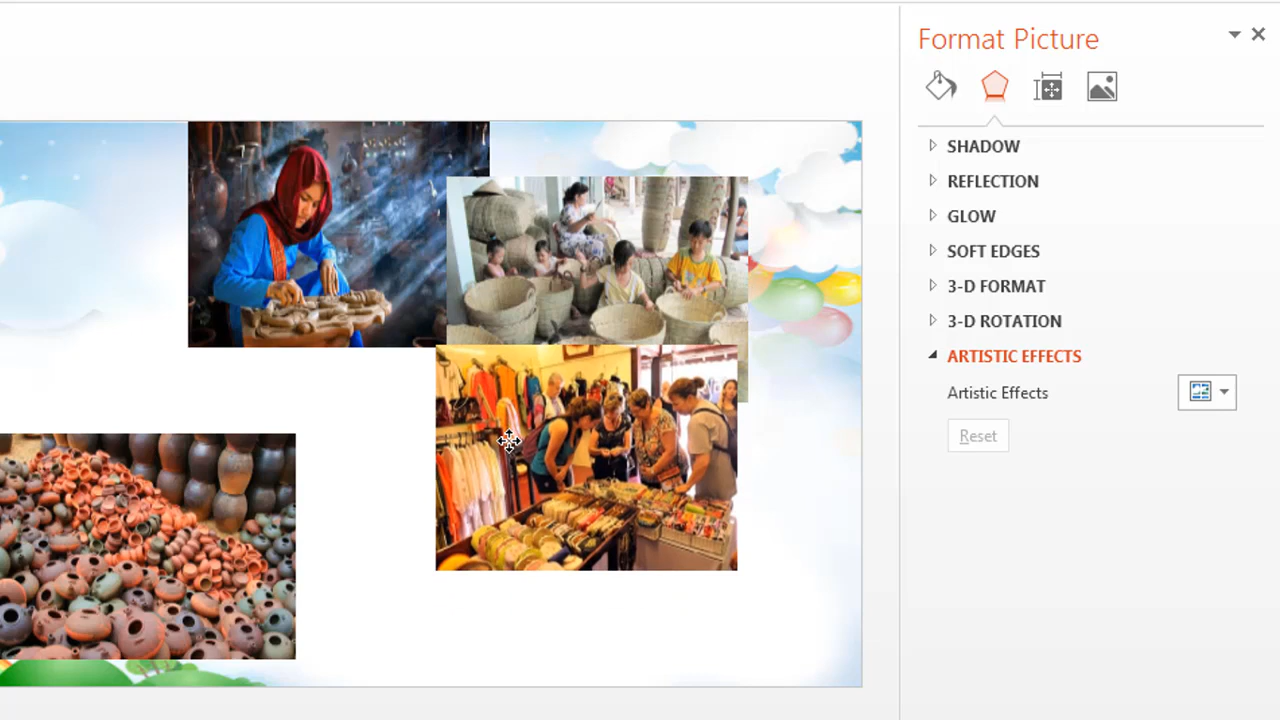 Format Picture
SHADOW
REFLECTION
GLOW
SOFT EDGES
3-D FORMAT
3-D ROTATION
ARTISTIC EFFECTS
Artistic Effects
Reset